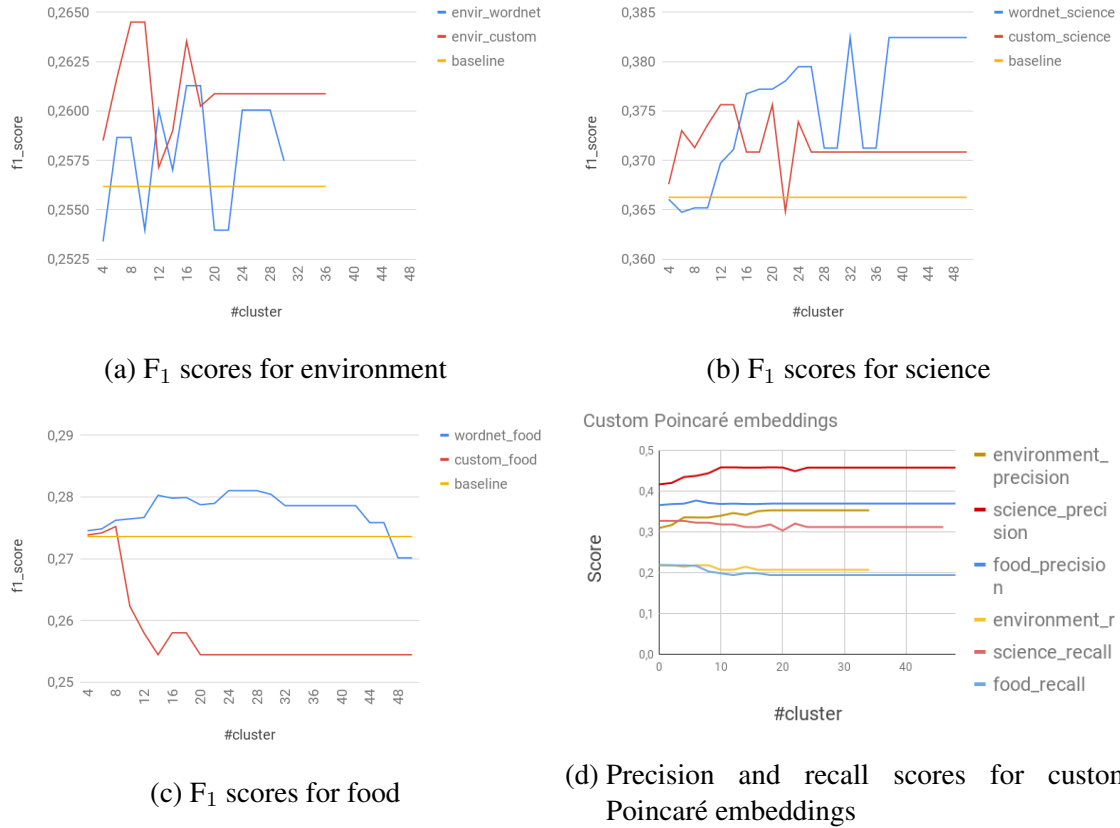 0,2650
0,2625
0,2600
0,2575
0,2550
0,2525
f1_score
4 8 12 16 20 24 28 32 36 40 44 48
#cluster
envir_wordnet
envir_custom
baseline
(a) F1 scores for environment
0,385
0,380
0,375
0,370
0,365
0,360
f1_score
4 8 12 16 20 24 28 32 36 40 44 48
#cluster
wordnet_science
custom_science
baseline
(b) F1 scores for science
0,29
0,28
0,27
0,26
0,25
f1_score
4 8 12 16 20 24 28 32 36 40 44 48
#cluster
wordnet_food
custom_food
baseline
(c) F1 scores for food
Custom Poincaré embeddings
0,5
0,4
0,3
0,2
0,1
0,0
Score
0 10 20 30 40
#cluster
environment_
precision
science_preci
sion
food_precisio
n
environment_r
science_recall
food_recall
(d) Precision and recall scores for custom
Poincaré embeddings